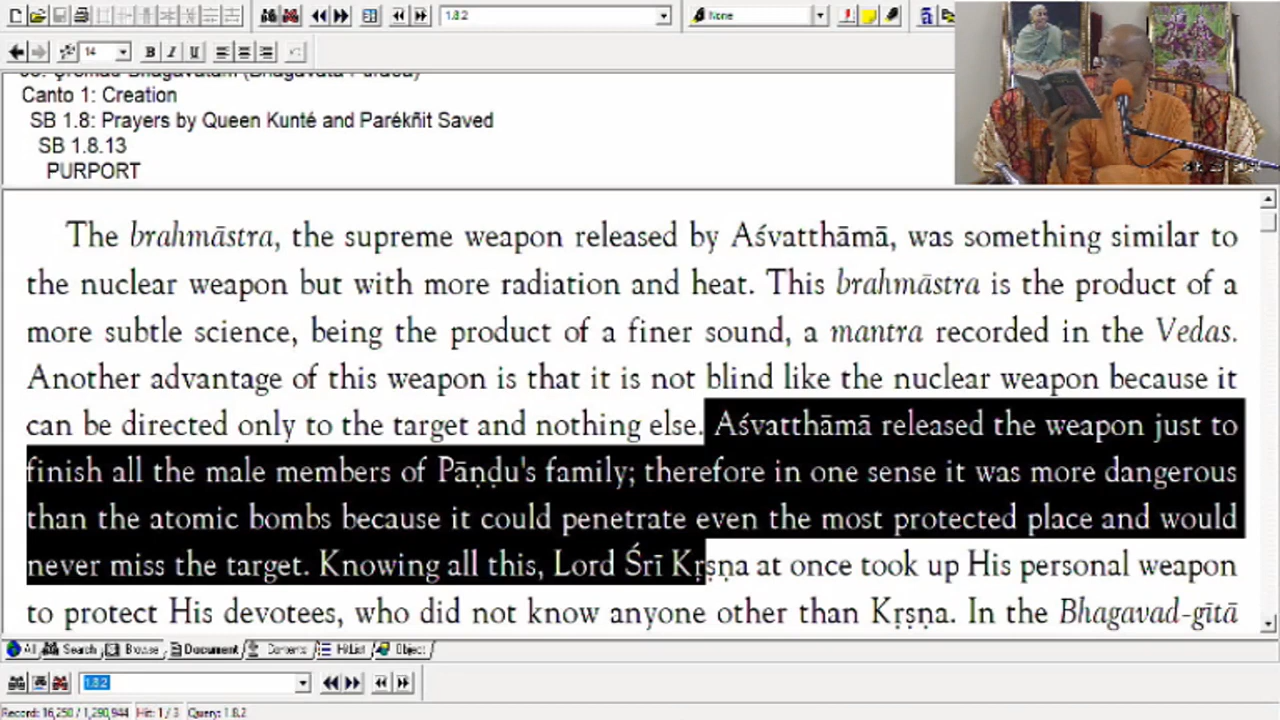 1.8.2
None
14
B I U
Canto 1: Creation
SB 1.8: Prayers by Queen Kunté and Parékñit Saved
SB 1.8.13
PURPORT
The brahmāstra, the supreme weapon released by Aśvatthāmā, was something similar to
the nuclear weapon but with more radiation and heat. This brahmāstra is the product of a
more subtle science, being the product of a finer sound, a mantra recorded in the Vedas.
Another advantage of this weapon is that it is not blind like the nuclear weapon because it
can be directed only to the target and nothing else. Aśvatthāmā released the weapon just to
finish all the male members of Pāṇḍu's family; therefore in one sense it was more dangerous
than the atomic bombs because it could penetrate even the most protected place and would
never miss the target. Knowing all this, Lord Śrī Kṛṣṇa at once took up His personal weapon
to protect His devotees, who did not know anyone other than Kṛṣṇa. In the Bhagavad-gītā
All Search Browse Document Contents HitList Object
1.8.2
Record: 16,250 / 1,290,944 Hit: 1 / 3 Query: 1.8.2